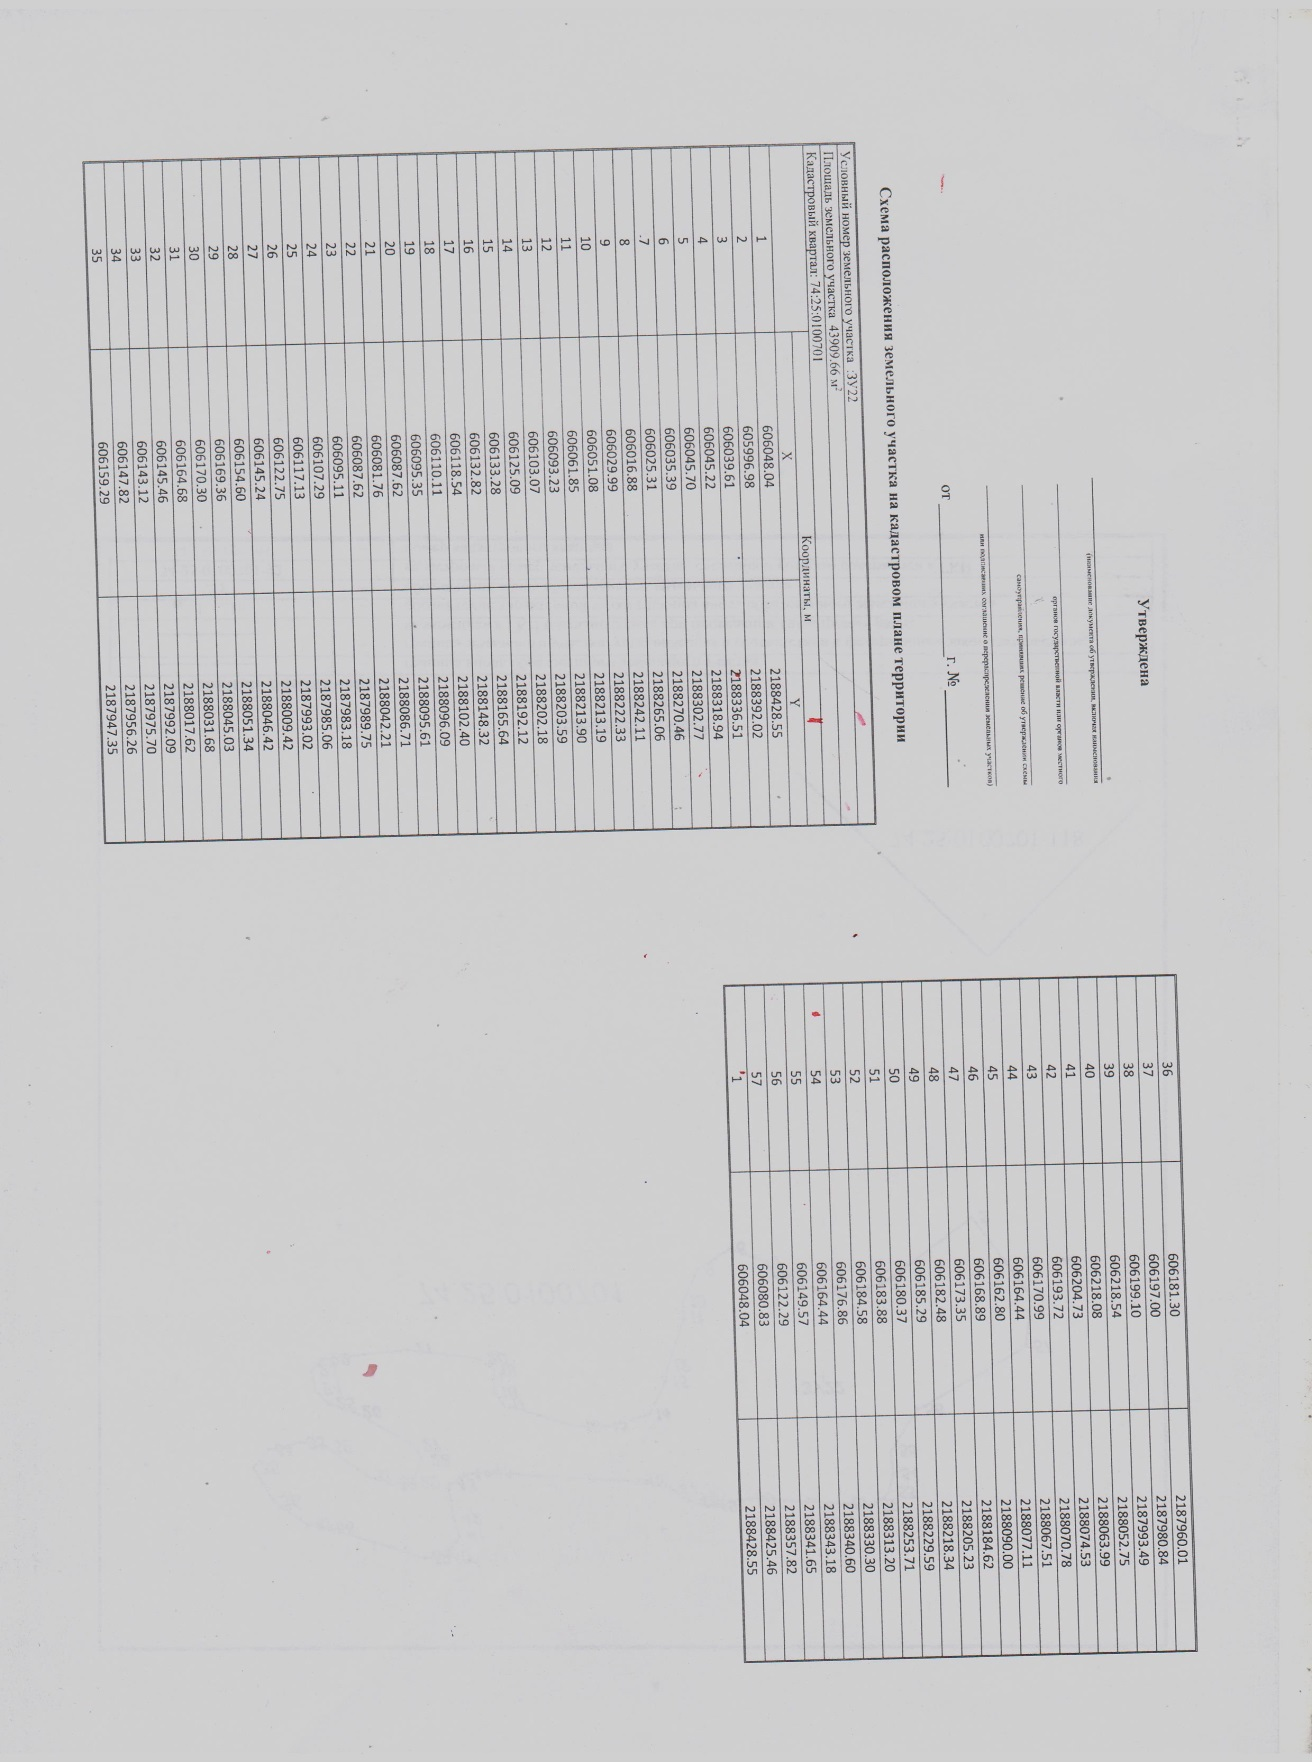 Утверждена
(наименование документа об утверждении, включая наименования
органов государственной власти или органов местного
самоуправления, принявших решение об утверждении схемы
или подписавших соглашение о перераспределении земельных участков)
от ____________ г. № ____________
Схема расположения земельного участка на кадастровом плане территории
Условный номер земельного участка :ЗУ22
Площадь земельного участка 43909.66 м²
Кадастровый квартал: 74:25:0100701
Координаты, м
X Y
1 606048.04 2188428.55
2 605996.98 2188392.02
3 606039.61 2188336.51
4 606045.22 2188318.94
5 606045.70 2188302.77
6 606035.39 2188270.46
7 606025.31 2188265.06
8 606016.88 2188242.11
9 606029.99 2188222.33
10 606051.08 2188213.19
11 606061.85 2188213.90
12 606093.23 2188203.59
13 606103.07 2188202.18
14 606125.09 2188192.12
15 606133.28 2188165.64
16 606132.82 2188148.32
17 606118.54 2188102.40
18 606110.11 2188096.09
19 606095.35 2188095.61
20 606087.62 2188086.71
21 606081.76 2188042.21
22 606087.62 2187989.75
23 606095.11 2187983.18
24 606107.29 2187985.06
25 606117.13 2187993.02
26 606122.75 2188009.42
27 606145.24 2188046.42
28 606154.60 2188051.34
29 606169.36 2188045.03
30 606170.30 2188031.68
31 606164.68 2188017.62
32 606145.46 2187992.09
33 606143.12 2187975.70
34 606147.82 2187956.26
35 606159.29 2187947.35
36 606181.30 2187960.01
37 606197.00 2187980.84
38 606199.10 2187993.49
39 606218.54 2188052.75
40 606218.08 2188063.99
41 606204.73 2188074.53
42 606193.72 2188070.78
43 606170.99 2188067.51
44 606164.44 2188077.11
45 606162.80 2188090.00
46 606168.89 2188184.62
47 606173.35 2188205.23
48 606182.48 2188218.34
49 606185.29 2188229.59
50 606180.37 2188253.71
51 606183.88 2188313.20
52 606184.58 2188330.30
53 606176.86 2188340.60
54 606164.44 2188343.18
55 606149.57 2188341.65
56 606122.29 2188357.82
57 606080.83 2188425.46
1 606048.04 2188428.55